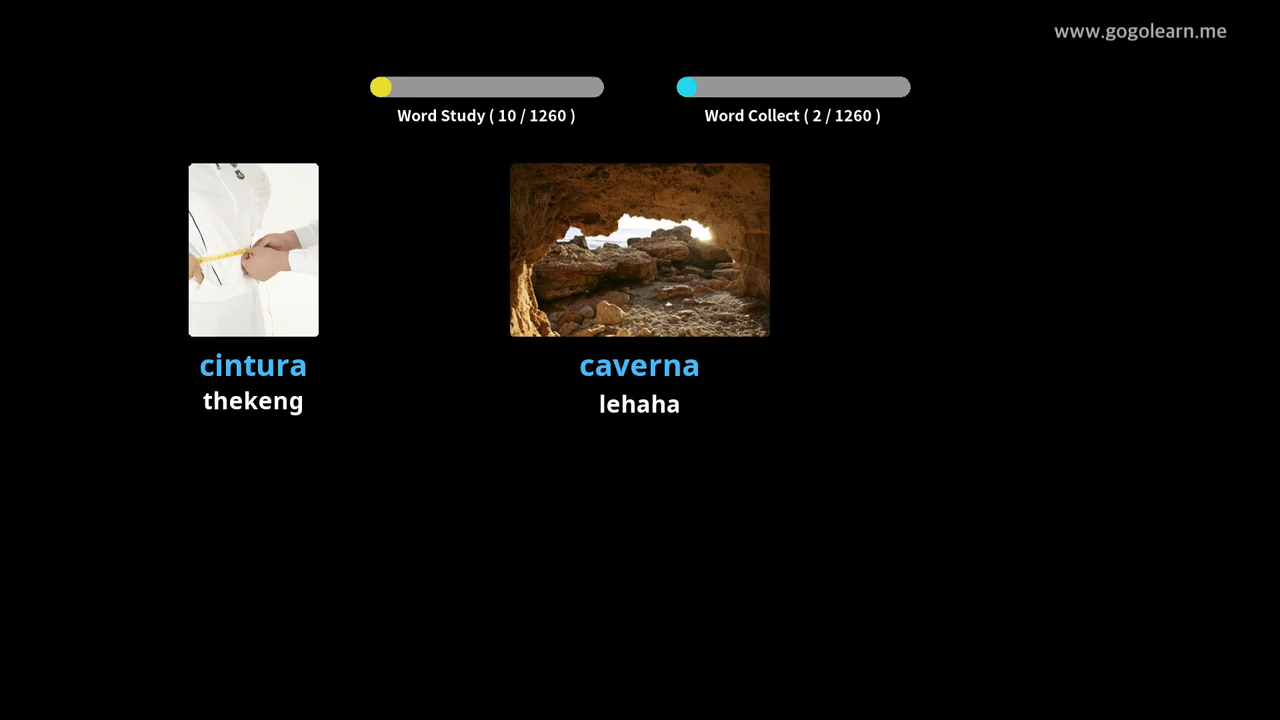 www.gogolearn.me
Word Study ( 10 / 1260 )
Word Collect ( 2 / 1260 )
cintura
thekeng
caverna
lehaha